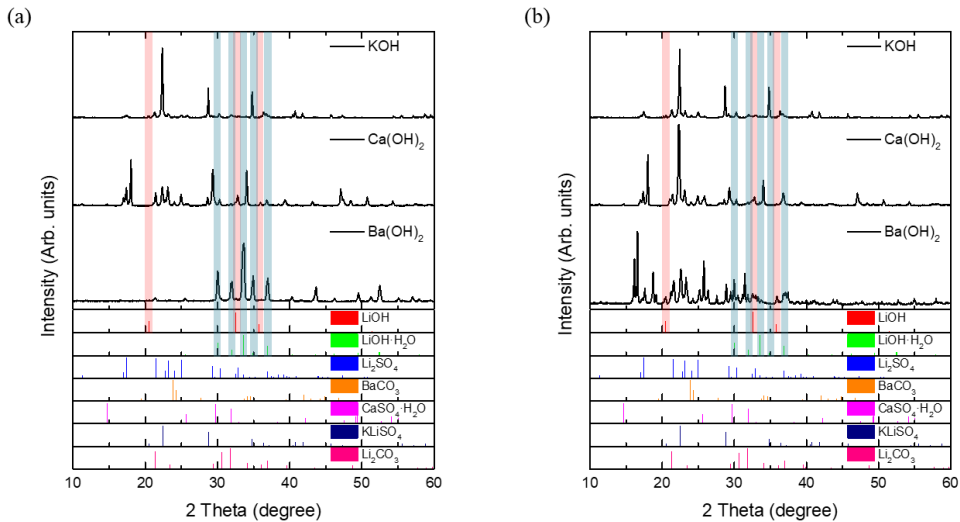 (a)
KOH
Ca(OH)₂
Ba(OH)₂
LiOH
LiOH·H₂O
Li₂SO₄
BaCO₃
CaSO₄·H₂O
KLiSO₄
Li₂CO₃
Intensity (Arb. units)
10 20 30 40 50 60
2 Theta (degree)
(b)
KOH
Ca(OH)₂
Ba(OH)₂
LiOH
LiOH·H₂O
Li₂SO₄
BaCO₃
CaSO₄·H₂O
KLiSO₄
Li₂CO₃
Intensity (Arb. units)
10 20 30 40 50 60
2 Theta (degree)